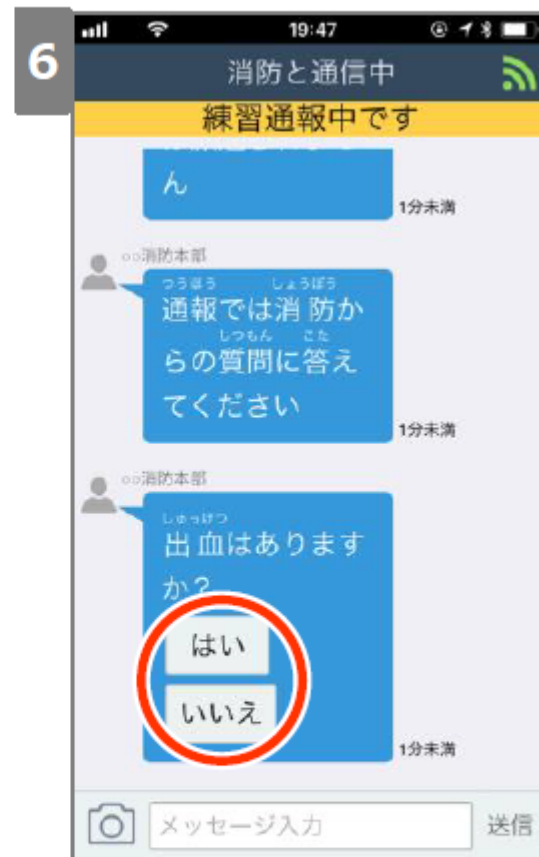 6
19:47
消防と通信中
練習通報中です
ん
1分未満
○○消防本部
つうほう しょうぼう
通報では消防か
しつもん こた
らの質問に答え
てください
1分未満
○○消防本部
しゅっけつ
出血はあります
か？
はい
いいえ
1分未満
メッセージ入力
送信